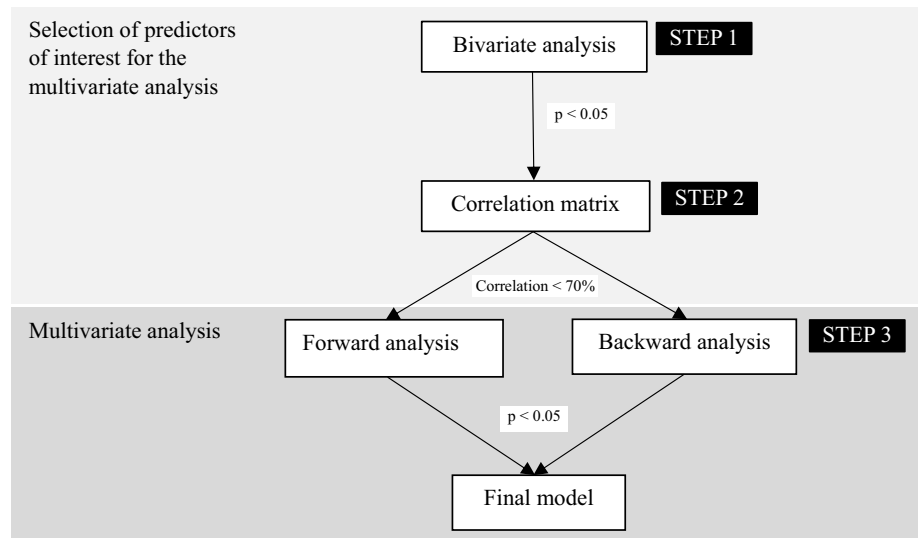 Selection of predictors
of interest for the
multivariate analysis
Bivariate analysis
STEP 1
p < 0.05
Correlation matrix
STEP 2
Correlation < 70%
Multivariate analysis
Forward analysis
Backward analysis
STEP 3
p < 0.05
Final model